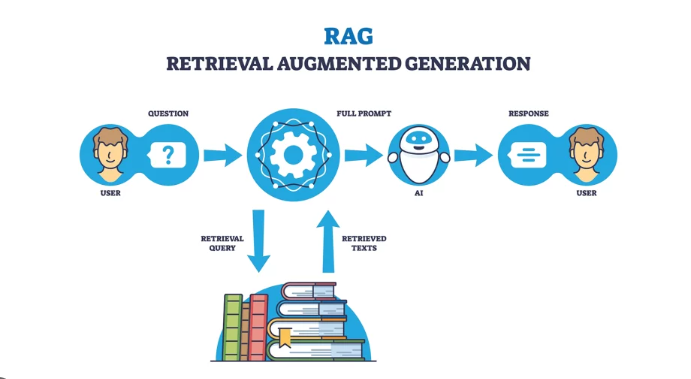 RAG
RETRIEVAL AUGMENTED GENERATION
QUESTION
FULL PROMPT
RESPONSE
?
USER
AI
USER
RETRIEVAL
QUERY
RETRIEVED
TEXTS